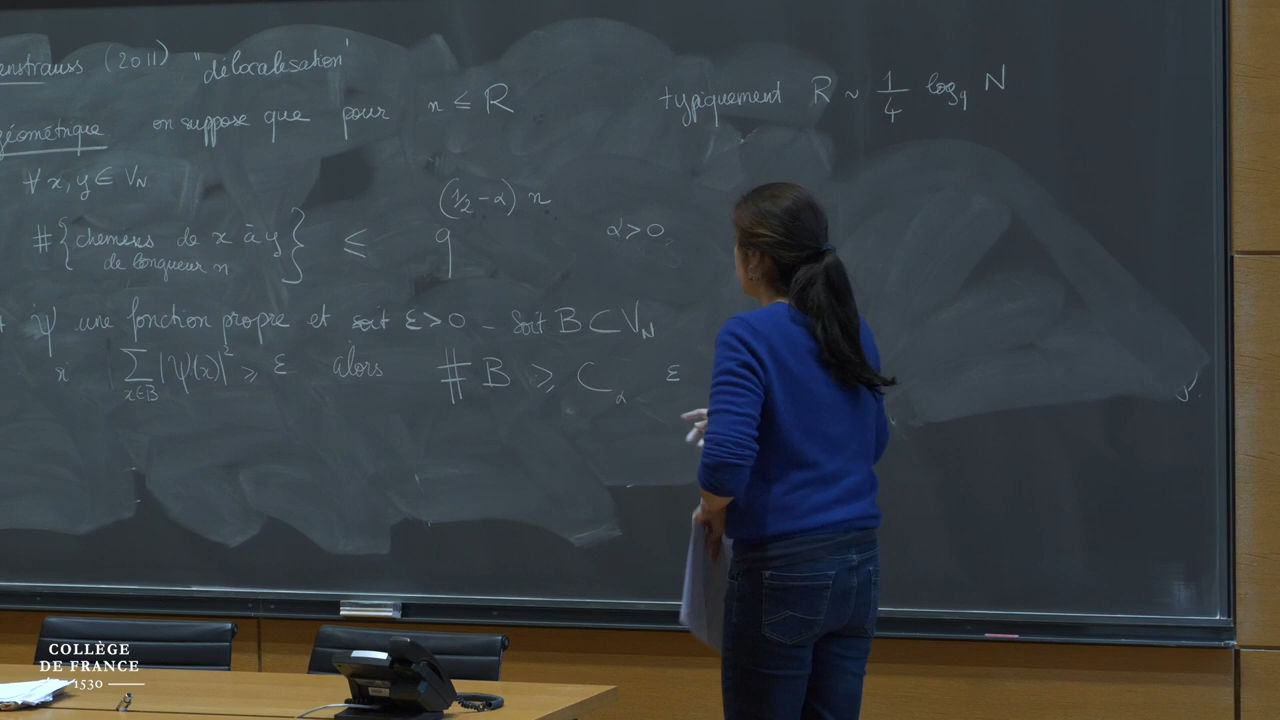 enstrauss (2011) "délocalisation"
géométrique on suppose que pour n ≤ R typiquement R ~ 1/4 log_q N
∀ x, y ∈ V_N
# { chemins de x à y de longueur n } ≤ q^{(1/2 - α) n} α > 0
ψ une fonction propre et soit ε > 0 - Soit B ⊂ V_N
∑_{x∈B} |ψ(x)|² ≥ ε alors # B ≥ C_α ε
COLLÈGE
DE FRANCE
1530